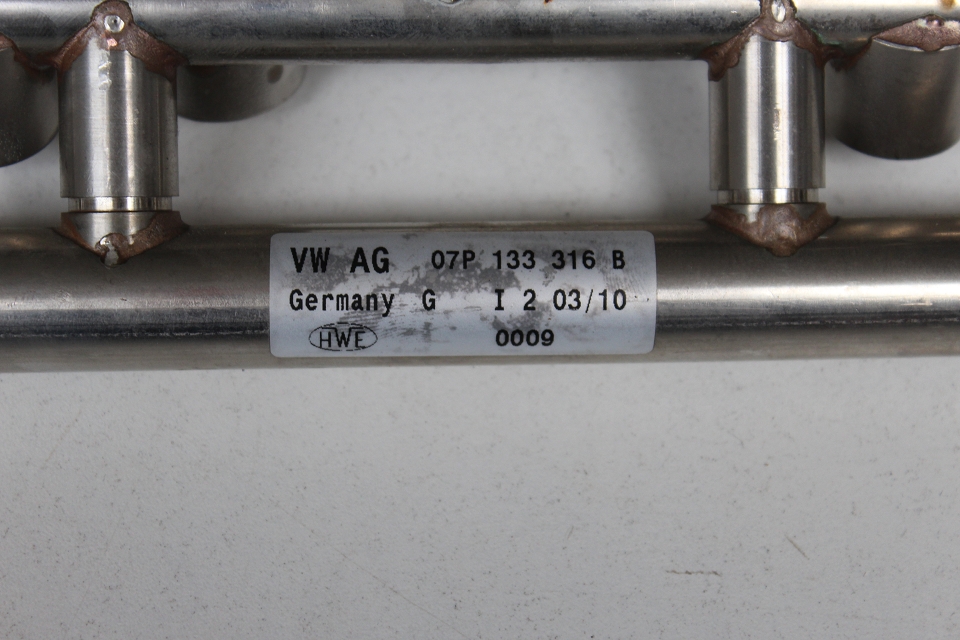 VW AG 07P 133 316 B
Germany G I 2 03/10
HWE 0009